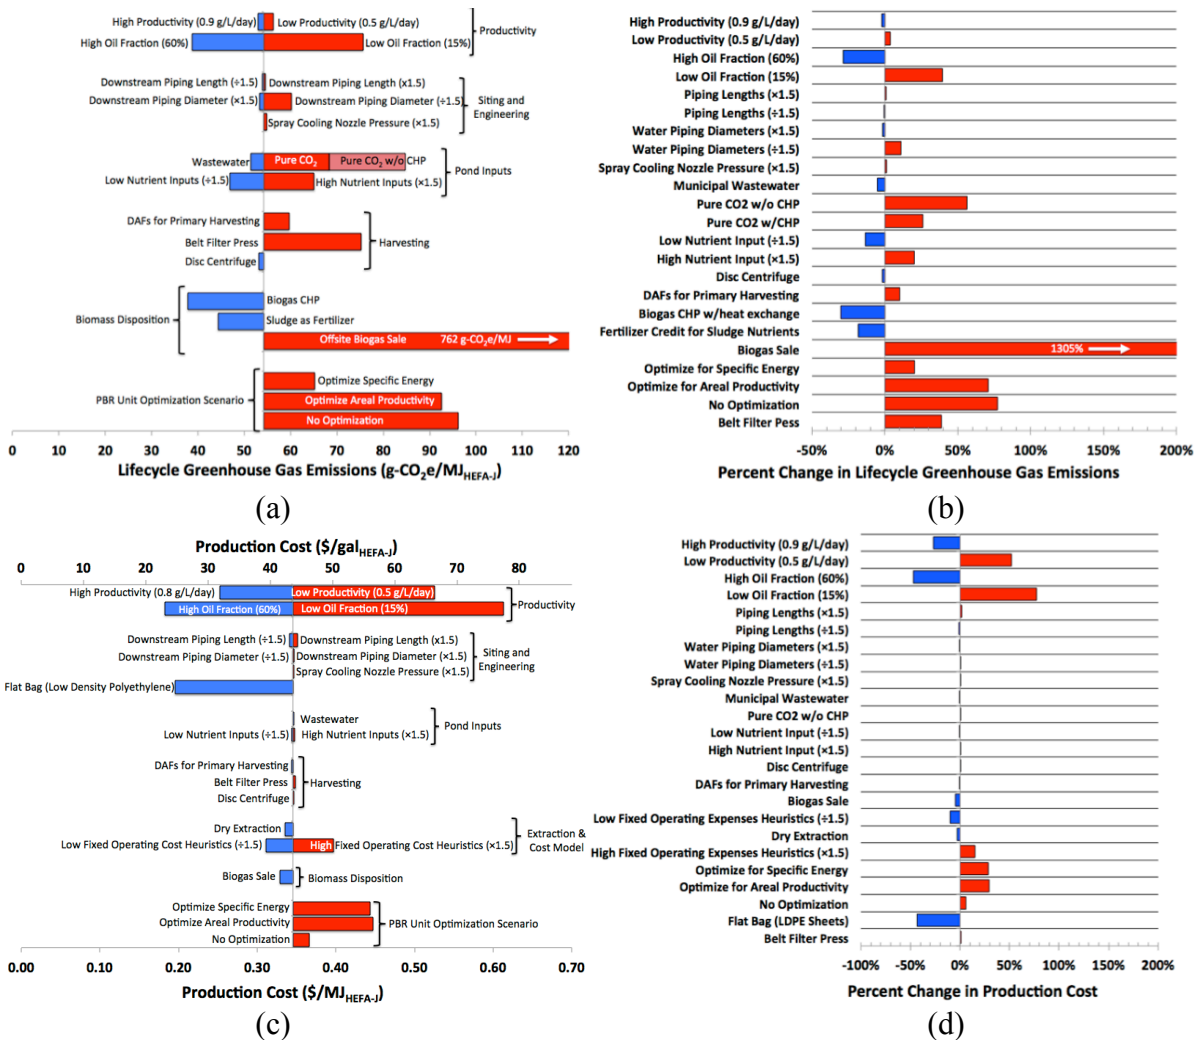 High Productivity (0.9 g/L/day)
Low Productivity (0.5 g/L/day)
High Oil Fraction (60%)
Low Oil Fraction (15%)
Productivity
Downstream Piping Length (÷1.5)
Downstream Piping Length (x1.5)
Downstream Piping Diameter (×1.5)
Downstream Piping Diameter (÷1.5)
Spray Cooling Nozzle Pressure (×1.5)
Siting and
Engineering
Wastewater
Pure CO2
Pure CO2 w/o CHP
Low Nutrient Inputs (÷1.5)
High Nutrient Inputs (×1.5)
Pond Inputs
DAFs for Primary Harvesting
Belt Filter Press
Disc Centrifuge
Harvesting
Biomass Disposition
Biogas CHP
Sludge as Fertilizer
Offsite Biogas Sale 762 g-CO2e/MJ
PBR Unit Optimization Scenario
Optimize Specific Energy
Optimize Areal Productivity
No Optimization
0 10 20 30 40 50 60 70 80 90 100 110 120
Lifecycle Greenhouse Gas Emissions (g-CO2e/MJHEFA-J)
(a)
High Productivity (0.9 g/L/day)
Low Productivity (0.5 g/L/day)
High Oil Fraction (60%)
Low Oil Fraction (15%)
Piping Lengths (×1.5)
Piping Lengths (÷1.5)
Water Piping Diameters (×1.5)
Water Piping Diameters (÷1.5)
Spray Cooling Nozzle Pressure (×1.5)
Municipal Wastewater
Pure CO2 w/o CHP
Pure CO2 w/CHP
Low Nutrient Input (÷1.5)
High Nutrient Input (×1.5)
Disc Centrifuge
DAFs for Primary Harvesting
Biogas CHP w/heat exchange
Fertilizer Credit for Sludge Nutrients
Biogas Sale
1305%
Optimize for Specific Energy
Optimize for Areal Productivity
No Optimization
Belt Filter Pess
-50% 0% 50% 100% 150% 200%
Percent Change in Lifecycle Greenhouse Gas Emissions
(b)
Production Cost ($/galHEFA-J)
0 10 20 30 40 50 60 70 80
High Productivity (0.8 g/L/day)
Low Productivity (0.5 g/L/day)
High Oil Fraction (60%)
Low Oil Fraction (15%)
Productivity
Downstream Piping Length (÷1.5)
Downstream Piping Length (x1.5)
Downstream Piping Diameter (÷1.5)
Downstream Piping Diameter (×1.5)
Spray Cooling Nozzle Pressure (×1.5)
Siting and
Engineering
Flat Bag (Low Density Polyethylene)
Wastewater
Low Nutrient Inputs (÷1.5)
High Nutrient Inputs (×1.5)
Pond Inputs
DAFs for Primary Harvesting
Belt Filter Press
Disc Centrifuge
Harvesting
Dry Extraction
Low Fixed Operating Cost Heuristics (÷1.5)
High Fixed Operating Cost Heuristics (×1.5)
Extraction &
Cost Model
Biogas Sale
Biomass Disposition
Optimize Specific Energy
Optimize Areal Productivity
No Optimization
PBR Unit Optimization Scenario
0.00 0.10 0.20 0.30 0.40 0.50 0.60 0.70
Production Cost ($/MJHEFA-J)
(c)
High Productivity (0.9 g/L/day)
Low Productivity (0.5 g/L/day)
High Oil Fraction (60%)
Low Oil Fraction (15%)
Piping Lengths (×1.5)
Piping Lengths (÷1.5)
Water Piping Diameters (×1.5)
Water Piping Diameters (÷1.5)
Spray Cooling Nozzle Pressure (×1.5)
Municipal Wastewater
Pure CO2 w/o CHP
Low Nutrient Input (÷1.5)
High Nutrient Input (×1.5)
Disc Centrifuge
DAFs for Primary Harvesting
Biogas Sale
Low Fixed Operating Expenses Heuristics (÷1.5)
Dry Extraction
High Fixed Operating Expenses Heuristics (×1.5)
Optimize for Specific Energy
Optimize for Areal Productivity
No Optimization
Flat Bag (LDPE Sheets)
Belt Filter Press
-100% -50% 0% 50% 100% 150% 200%
Percent Change in Production Cost
(d)